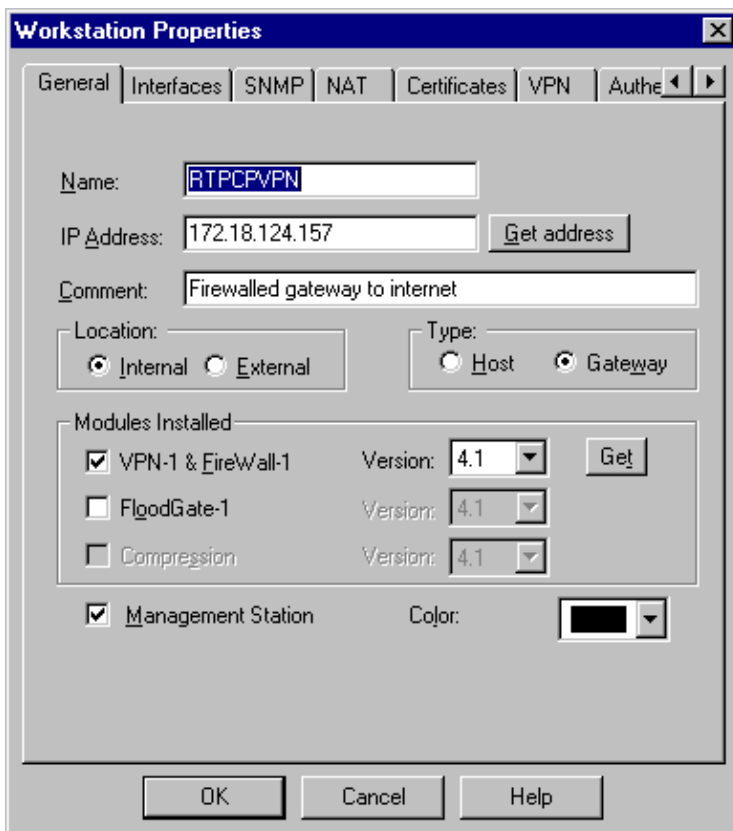 Workstation Properties
General Interfaces SNMP NAT Certificates VPN Authe
Name: RTPCPVPN
IP Address: 172.18.124.157 Get address
Comment: Firewalled gateway to internet
Location: Type:
Internal External Host Gateway
Modules Installed
VPN-1 & FireWall-1 Version: 4.1 Get
FloodGate-1 Version: 4.1
Compression Version: 4.1
Management Station Color:
OK Cancel Help